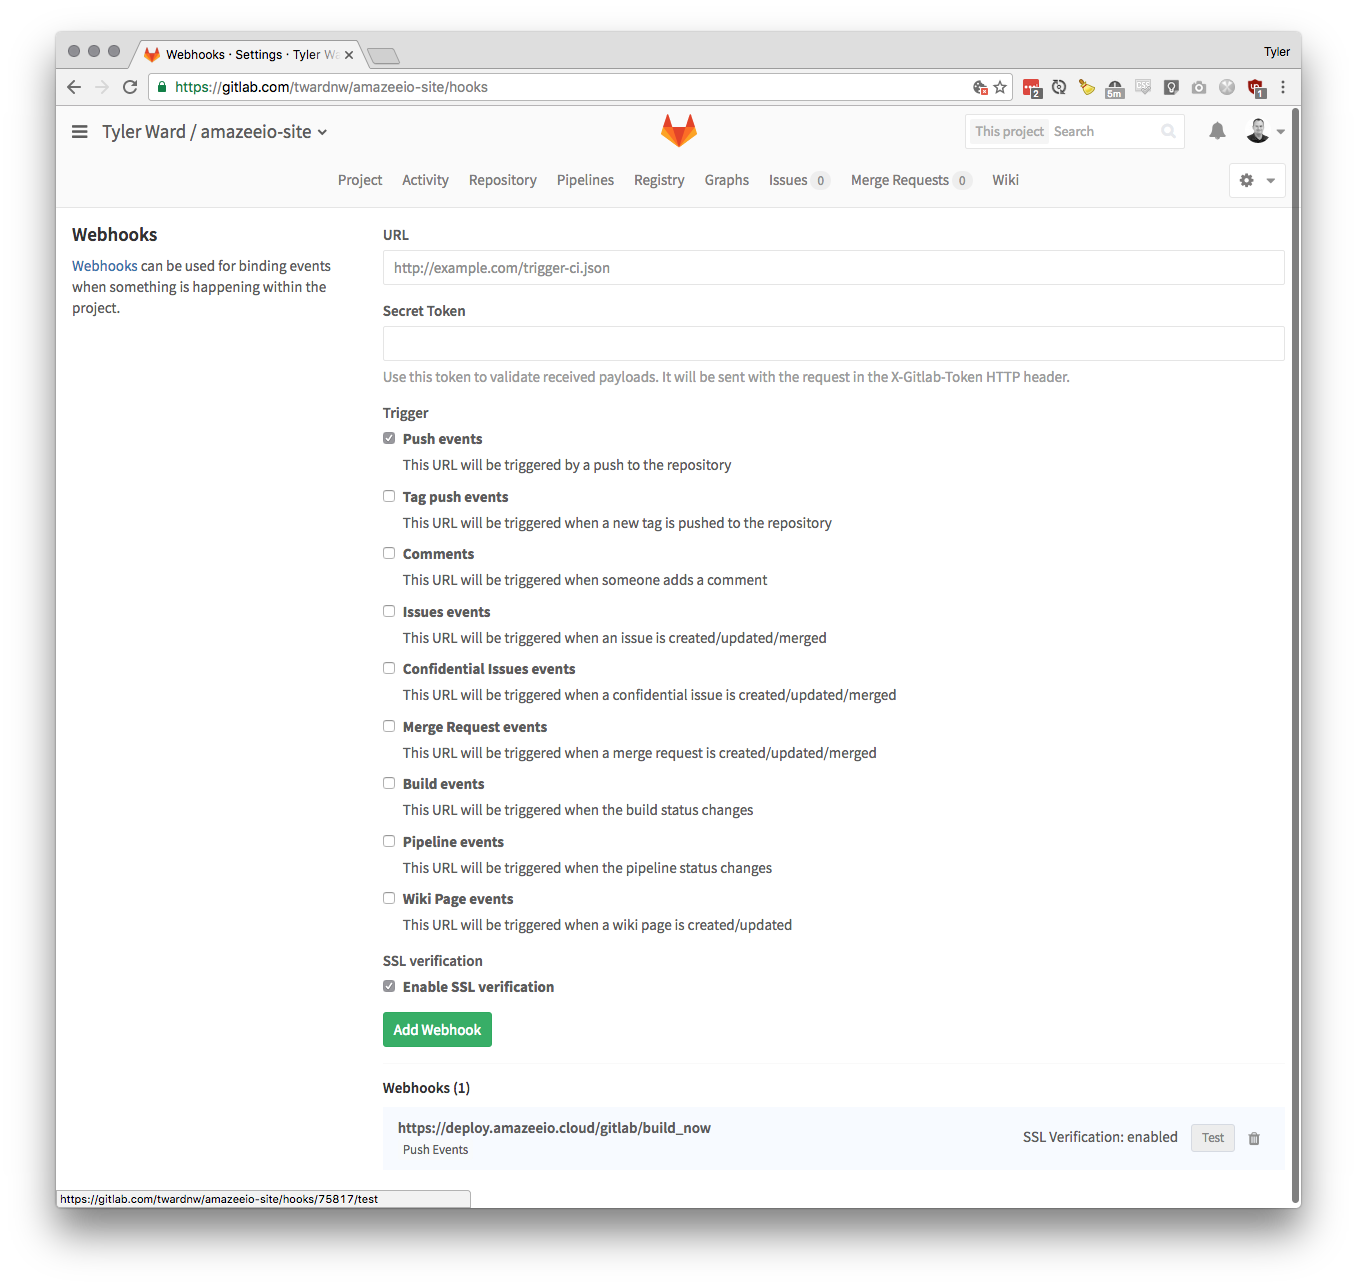 Webhooks · Settings · Tyler Wa
Tyler
https://gitlab.com/twardnw/amazeeio-site/hooks
2
5m
CSS
1
Tyler Ward / amazeeio-site
This project Search
Project Activity Repository Pipelines Registry Graphs Issues 0 Merge Requests 0 Wiki
Webhooks
Webhooks can be used for binding events
when something is happening within the
project.
URL
http://example.com/trigger-ci.json
Secret Token
Use this token to validate received payloads. It will be sent with the request in the X-Gitlab-Token HTTP header.
Trigger
Push events
This URL will be triggered by a push to the repository
Tag push events
This URL will be triggered when a new tag is pushed to the repository
Comments
This URL will be triggered when someone adds a comment
Issues events
This URL will be triggered when an issue is created/updated/merged
Confidential Issues events
This URL will be triggered when a confidential issue is created/updated/merged
Merge Request events
This URL will be triggered when a merge request is created/updated/merged
Build events
This URL will be triggered when the build status changes
Pipeline events
This URL will be triggered when the pipeline status changes
Wiki Page events
This URL will be triggered when a wiki page is created/updated
SSL verification
Enable SSL verification
Add Webhook
Webhooks (1)
https://deploy.amazeeio.cloud/gitlab/build_now
Push Events
SSL Verification: enabled Test
https://gitlab.com/twardnw/amazeeio-site/hooks/75817/test